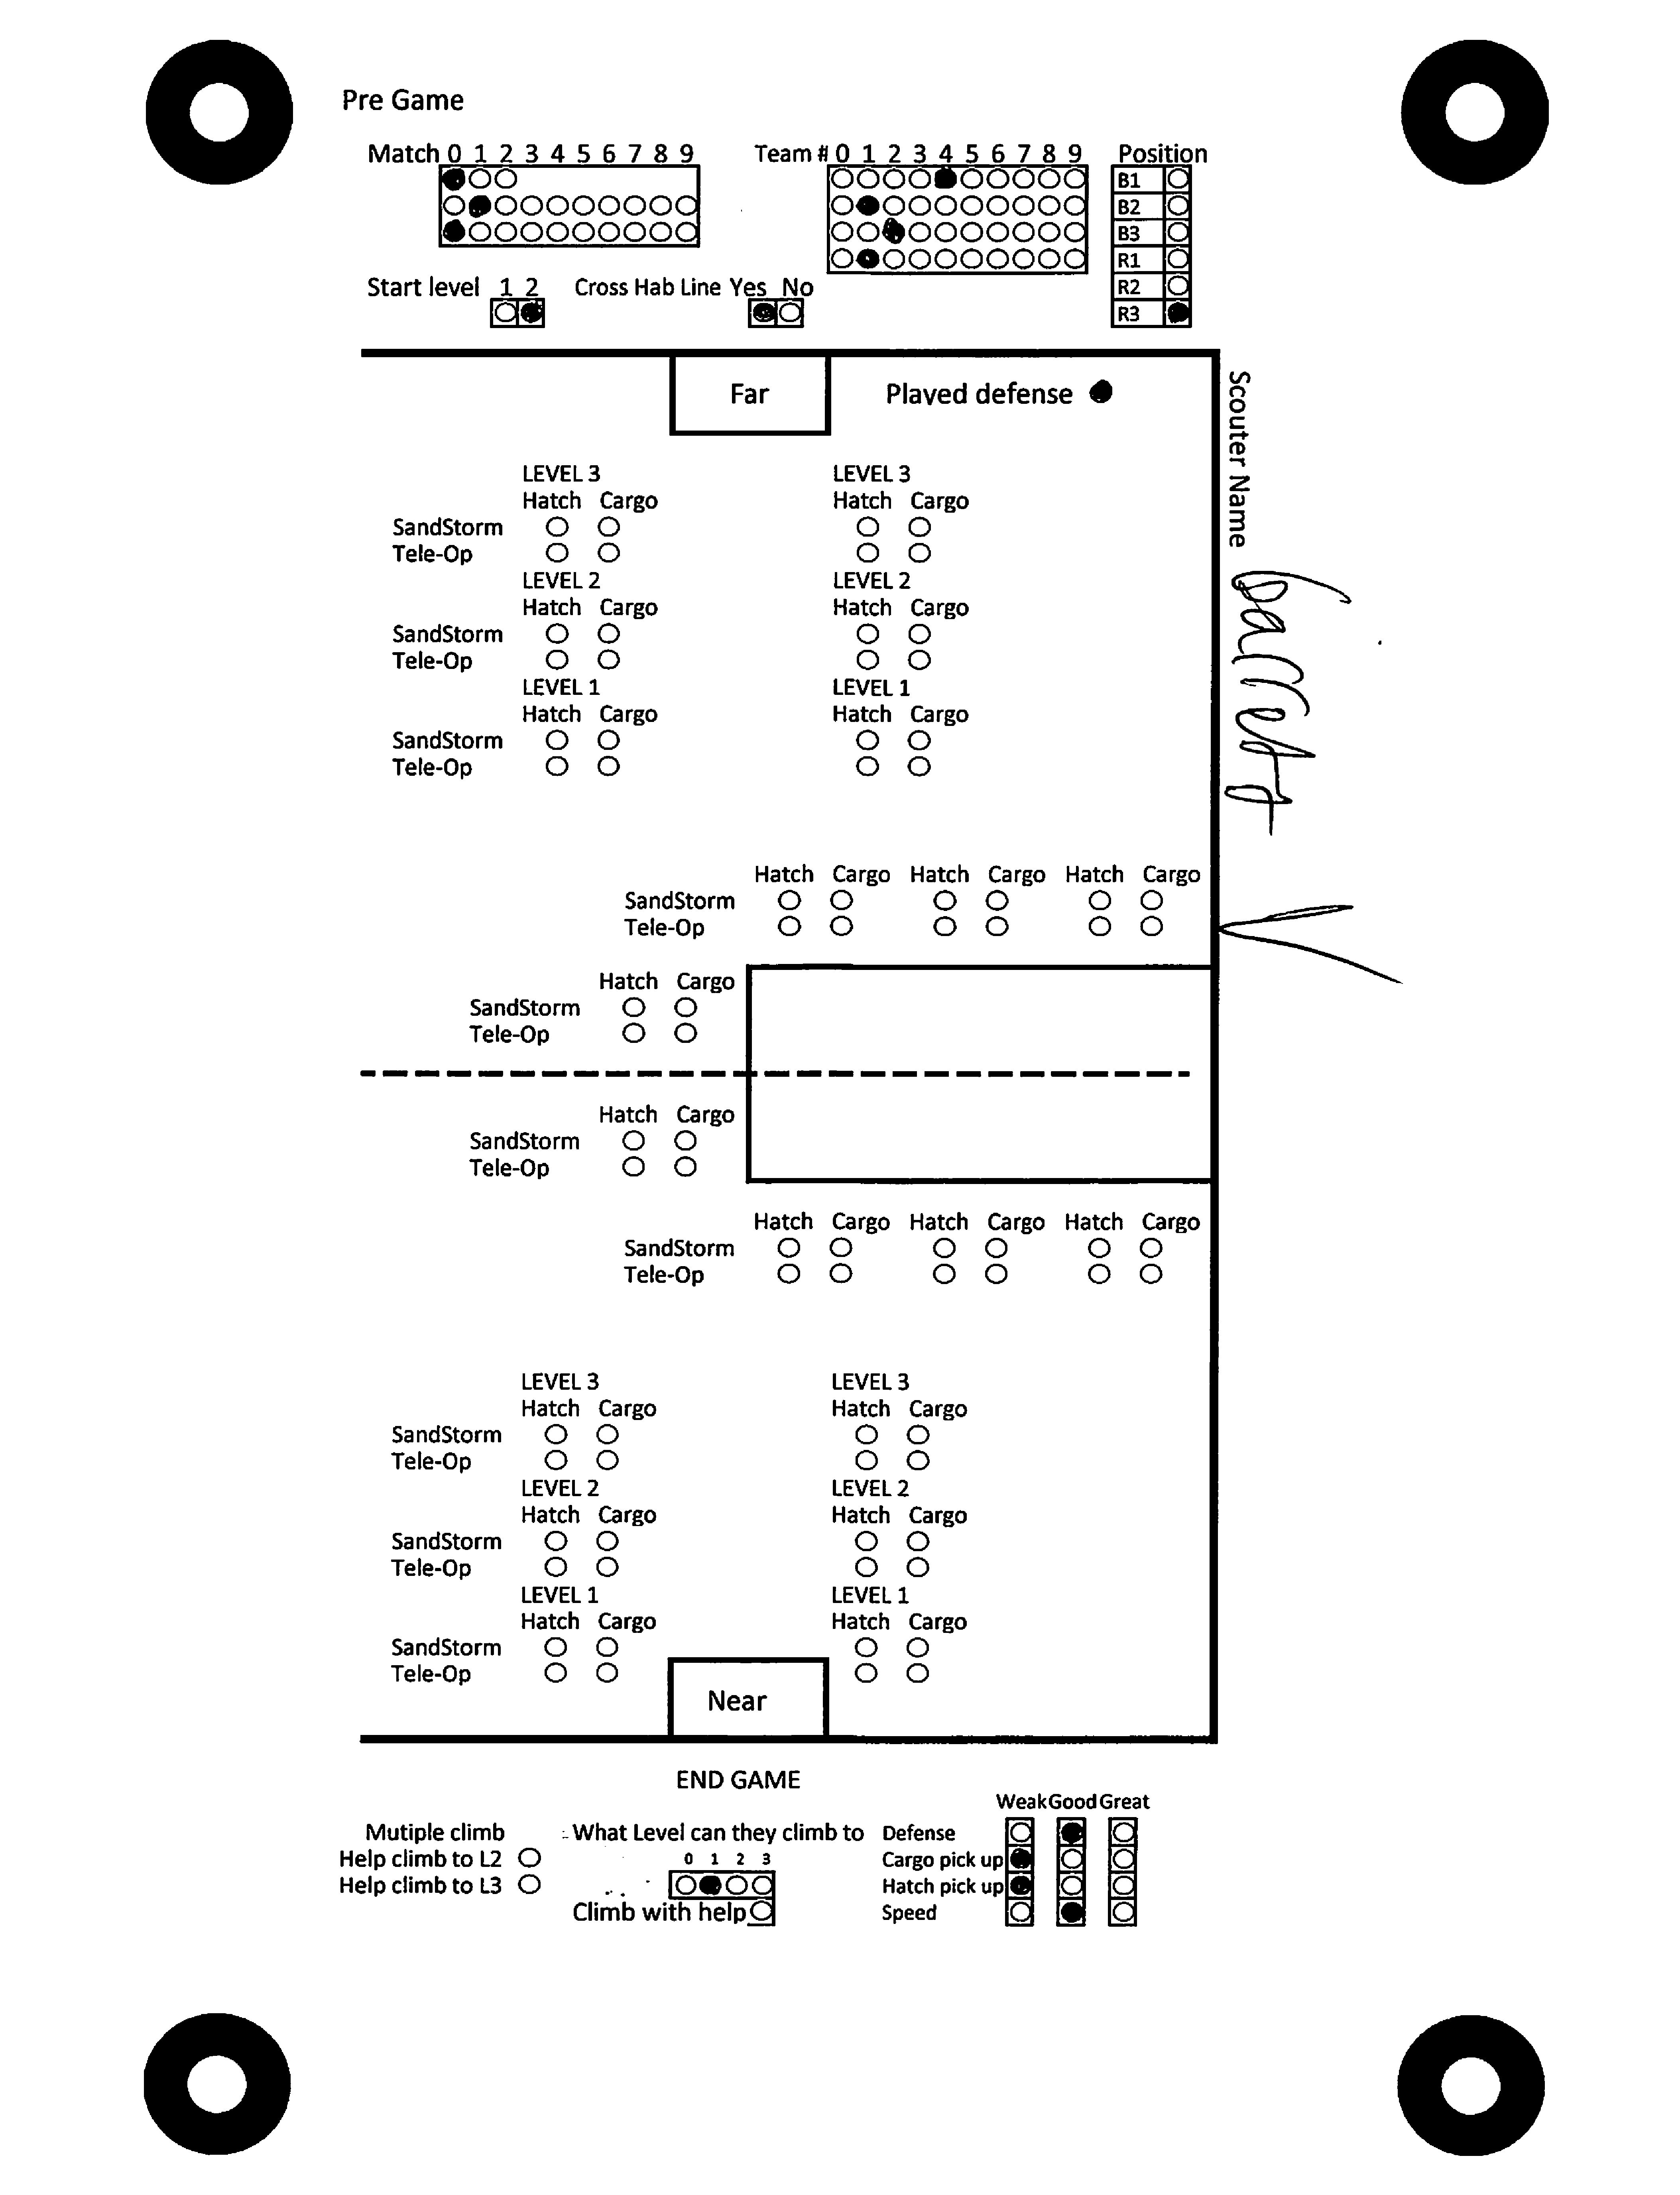 Pre Game
Match 0 1 2 3 4 5 6 7 8 9
Team # 0 1 2 3 4 5 6 7 8 9
Position
B1
B2
B3
R1
R2
R3
Start level 1 2
Cross Hab Line Yes No
Far
Played defense
Scouter Name
LEVEL 3 LEVEL 3
Hatch Cargo Hatch Cargo
SandStorm
Tele-Op
LEVEL 2 LEVEL 2
Hatch Cargo Hatch Cargo
SandStorm
Tele-Op
LEVEL 1 LEVEL 1
Hatch Cargo Hatch Cargo
SandStorm
Tele-Op
Hatch Cargo Hatch Cargo Hatch Cargo
SandStorm
Tele-Op
Hatch Cargo
SandStorm
Tele-Op
Hatch Cargo
SandStorm
Tele-Op
Hatch Cargo Hatch Cargo Hatch Cargo
SandStorm
Tele-Op
LEVEL 3 LEVEL 3
Hatch Cargo Hatch Cargo
SandStorm
Tele-Op
LEVEL 2 LEVEL 2
Hatch Cargo Hatch Cargo
SandStorm
Tele-Op
LEVEL 1 LEVEL 1
Hatch Cargo Hatch Cargo
SandStorm
Tele-Op
Near
END GAME
Weak Good Great
Mutiple climb What Level can they climb to Defense
Help climb to L2 0 1 2 3 Cargo pick up
Help climb to L3 Hatch pick up
Climb with help Speed